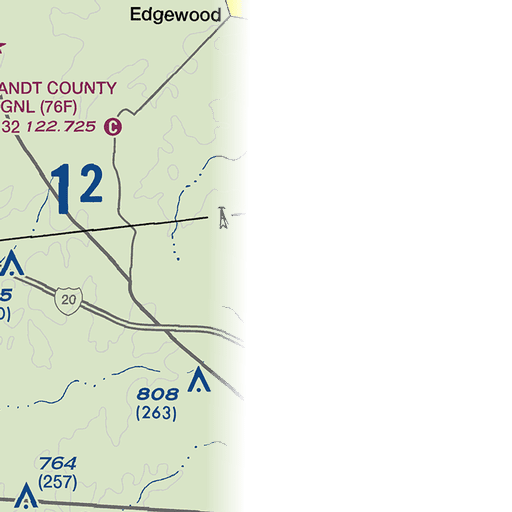 Edgewood
ANDT COUNTY
GNL (76F)
32 122.725 C
12
5
0)
20
808
(263)
764
(257)